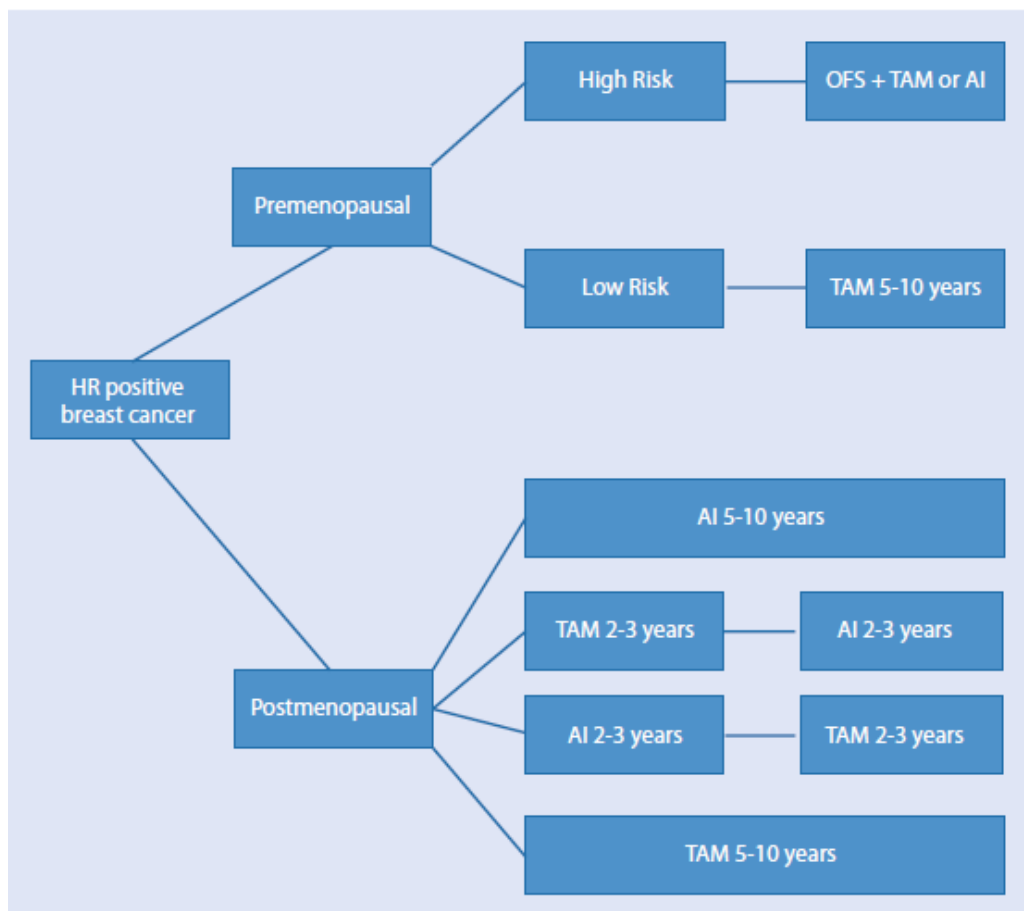 High Risk
OFS + TAM or AI
Premenopausal
Low Risk
TAM 5-10 years
HR positive
breast cancer
AI 5-10 years
TAM 2-3 years
AI 2-3 years
Postmenopausal
AI 2-3 years
TAM 2-3 years
TAM 5-10 years